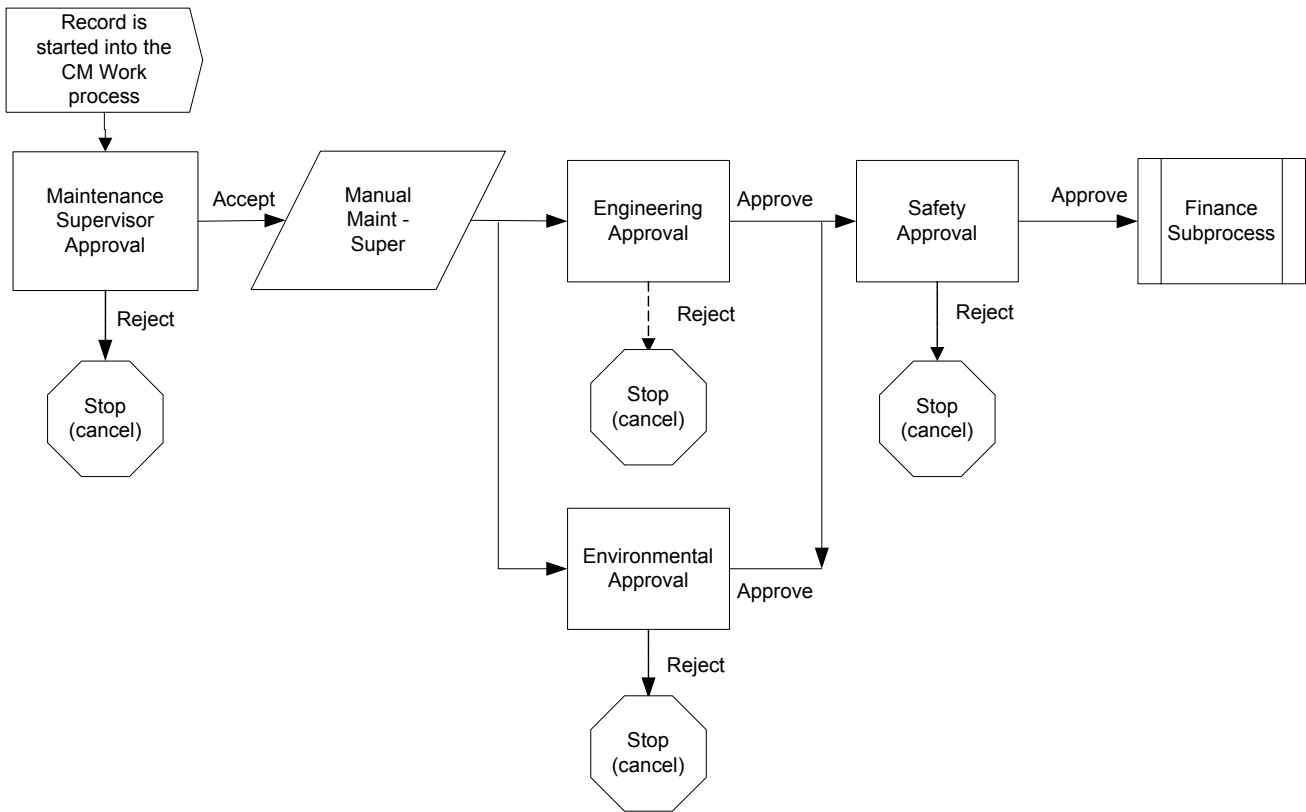 Record is
started into the
CM Work
process
Maintenance
Supervisor
Approval
Accept
Manual
Maint -
Super
Engineering
Approval
Approve
Safety
Approval
Approve
Finance
Subprocess
Reject
Stop
(cancel)
Reject
Stop
(cancel)
Reject
Stop
(cancel)
Environmental
Approval
Approve
Reject
Stop
(cancel)